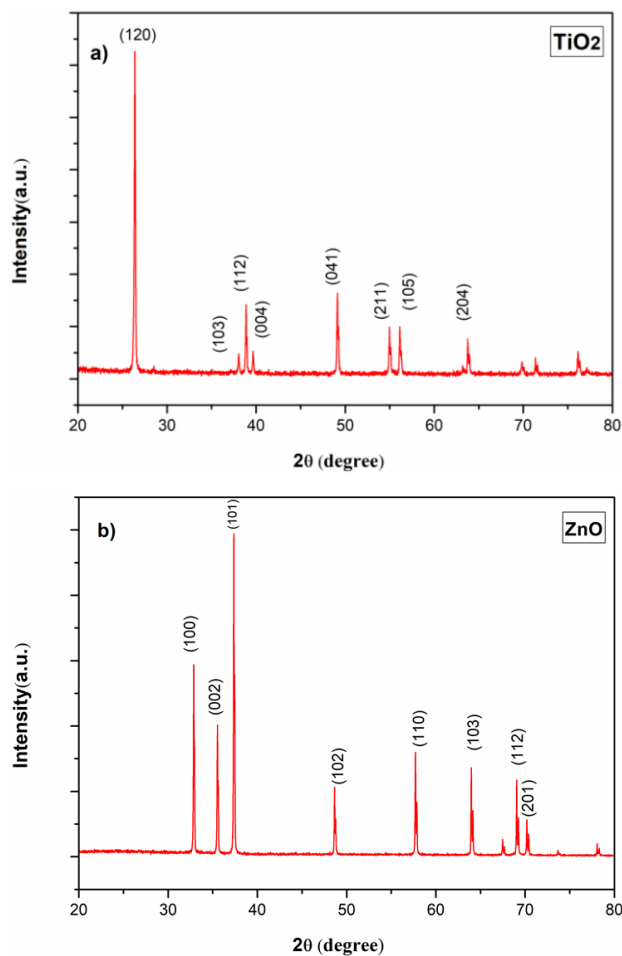 a)
TiO2
(120)
(103)
(112)
(004)
(041)
(211)
(105)
(204)
Intensity(a.u.)
20 30 40 50 60 70 80
2θ (degree)
b)
ZnO
(100)
(002)
(101)
(102)
(110)
(103)
(112)
(201)
Intensity(a.u.)
20 30 40 50 60 70 80
2θ (degree)